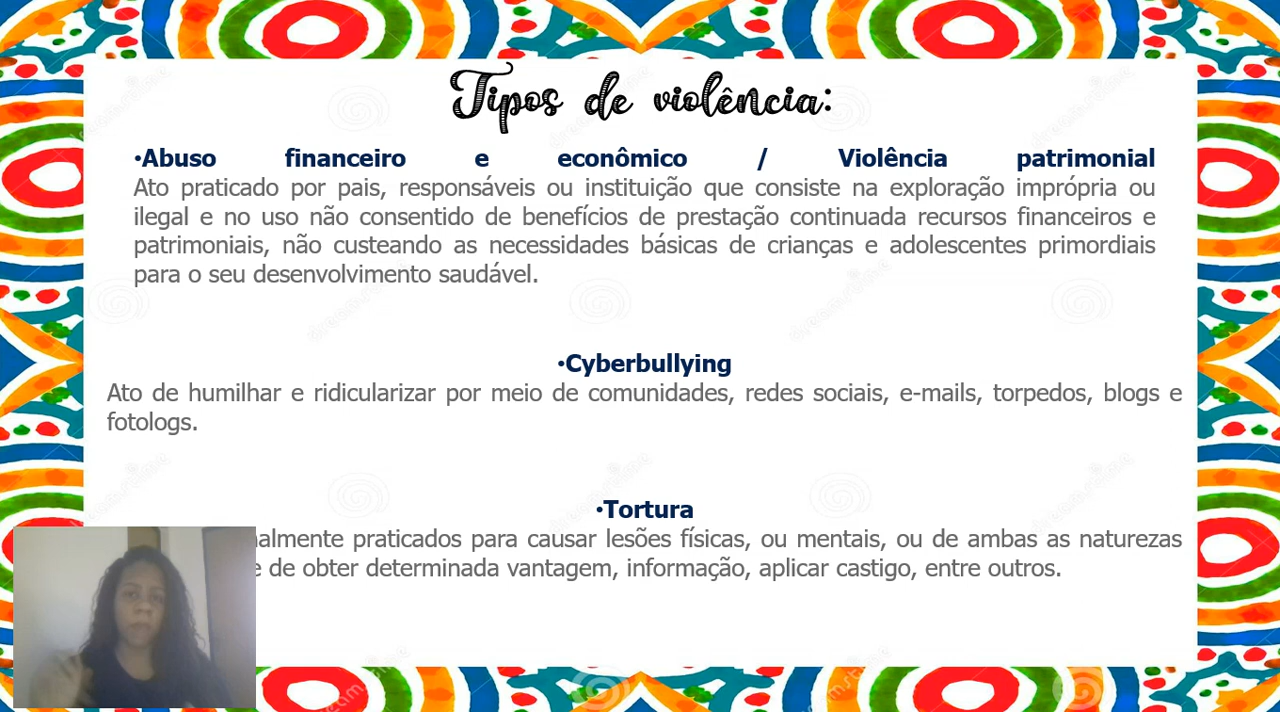 Tipos de violência:
•Abuso financeiro e econômico / Violência patrimonial
Ato praticado por pais, responsáveis ou instituição que consiste na exploração imprópria ou
ilegal e no uso não consentido de benefícios de prestação continuada recursos financeiros e
patrimoniais, não custeando as necessidades básicas de crianças e adolescentes primordiais
para o seu desenvolvimento saudável.
•Cyberbullying
Ato de humilhar e ridicularizar por meio de comunidades, redes sociais, e-mails, torpedos, blogs e
fotologs.
•Tortura
praticados para causar lesões físicas, ou mentais, ou de ambas as naturezas
de obter determinada vantagem, informação, aplicar castigo, entre outros.